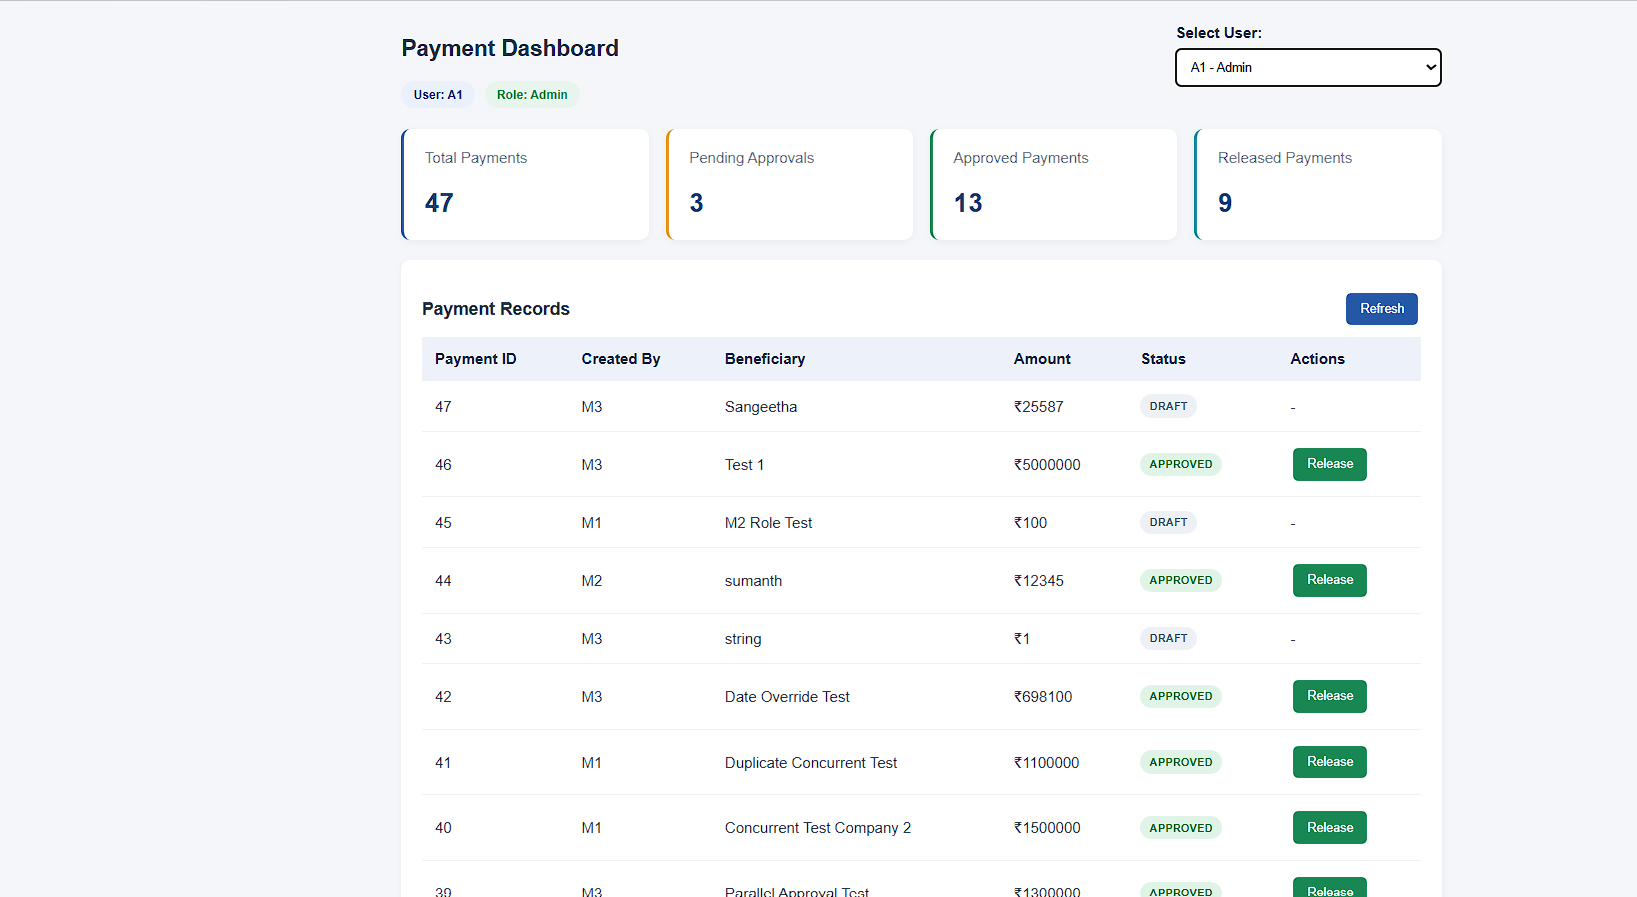 Select User:
Payment Dashboard
A1 - Admin
User: A1 Role: Admin
Total Payments Pending Approvals Approved Payments Released Payments
47 3 13 9
Payment Records Refresh
Payment ID Created By Beneficiary Amount Status Actions
47 M3 Sangeetha ₹25587 DRAFT -
46 M3 Test 1 ₹5000000 APPROVED Release
45 M1 M2 Role Test ₹100 DRAFT -
44 M2 sumanth ₹12345 APPROVED Release
43 M3 string ₹1 DRAFT -
42 M3 Date Override Test ₹698100 APPROVED Release
41 M1 Duplicate Concurrent Test ₹1100000 APPROVED Release
40 M1 Concurrent Test Company 2 ₹1500000 APPROVED Release
39 M3 Parallel Approval Test ₹1300000 APPROVED Release